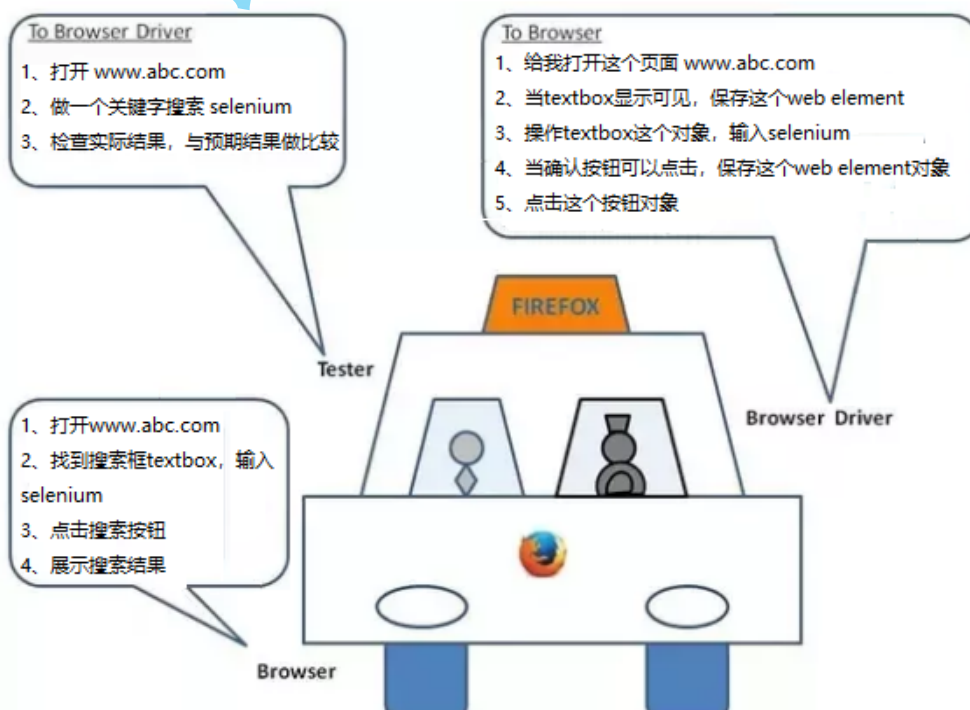 To Browser Driver
1、打开 www.abc.com
2、做一个关键字搜索 selenium
3、检查实际结果，与预期结果做比较
To Browser
1、给我打开这个页面 www.abc.com
2、当textbox显示可见，保存这个web element
3、操作textbox这个对象，输入selenium
4、当确认按钮可以点击，保存这个web element对象
5、点击这个按钮对象
FIREFOX
Tester
Browser Driver
1、打开www.abc.com
2、找到搜索框textbox，输入
selenium
3、点击搜索按钮
4、展示搜索结果
Browser